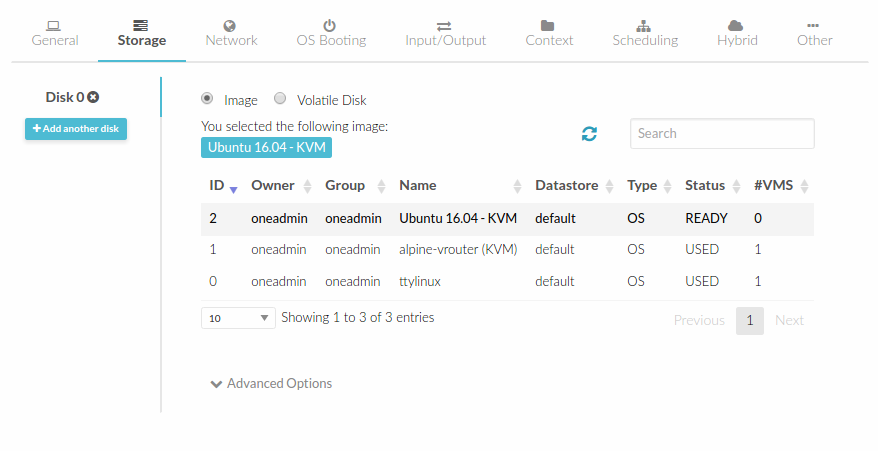 General Storage Network OS Booting Input/Output Context Scheduling Hybrid Other
Disk 0
Add another disk
Image Volatile Disk
You selected the following image:
Ubuntu 16.04 - KVM
Search
ID Owner Group Name Datastore Type Status #VMS
2 oneadmin oneadmin Ubuntu 16.04 - KVM default OS READY 0
1 oneadmin oneadmin alpine-vrouter (KVM) default OS USED 1
0 oneadmin oneadmin ttylinux default OS USED 1
10 Showing 1 to 3 of 3 entries Previous 1 Next
Advanced Options